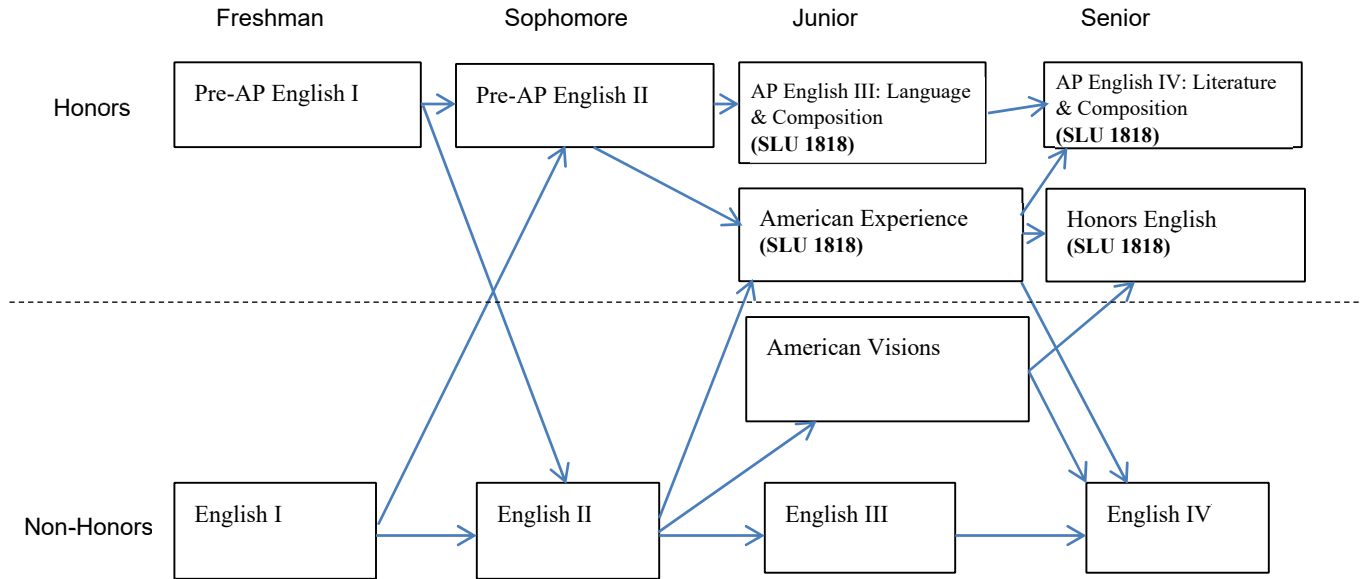 Freshman
Sophomore
Junior
Senior
Honors
Pre-AP English I
Pre-AP English II
AP English III: Language
& Composition
(SLU 1818)
AP English IV: Literature
& Composition
(SLU 1818)
American Experience
(SLU 1818)
Honors English
(SLU 1818)
American Visions
Non-Honors
English I
English II
English III
English IV